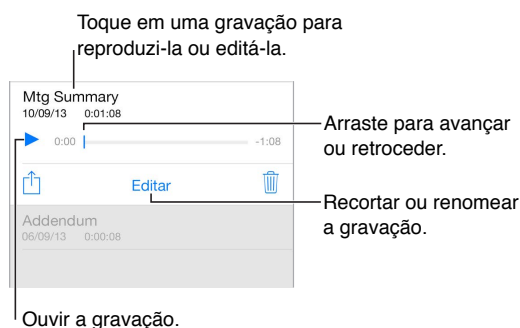 Toque em uma gravação para
reproduzi-la ou editá-la.
Mtg Summary
10/09/13 0:01:08
0:00 -1:08
Arraste para avançar
ou retroceder.
Editar
Recortar ou renomear
a gravação.
Addendum
06/09/13 0:00:08
Ouvir a gravação.